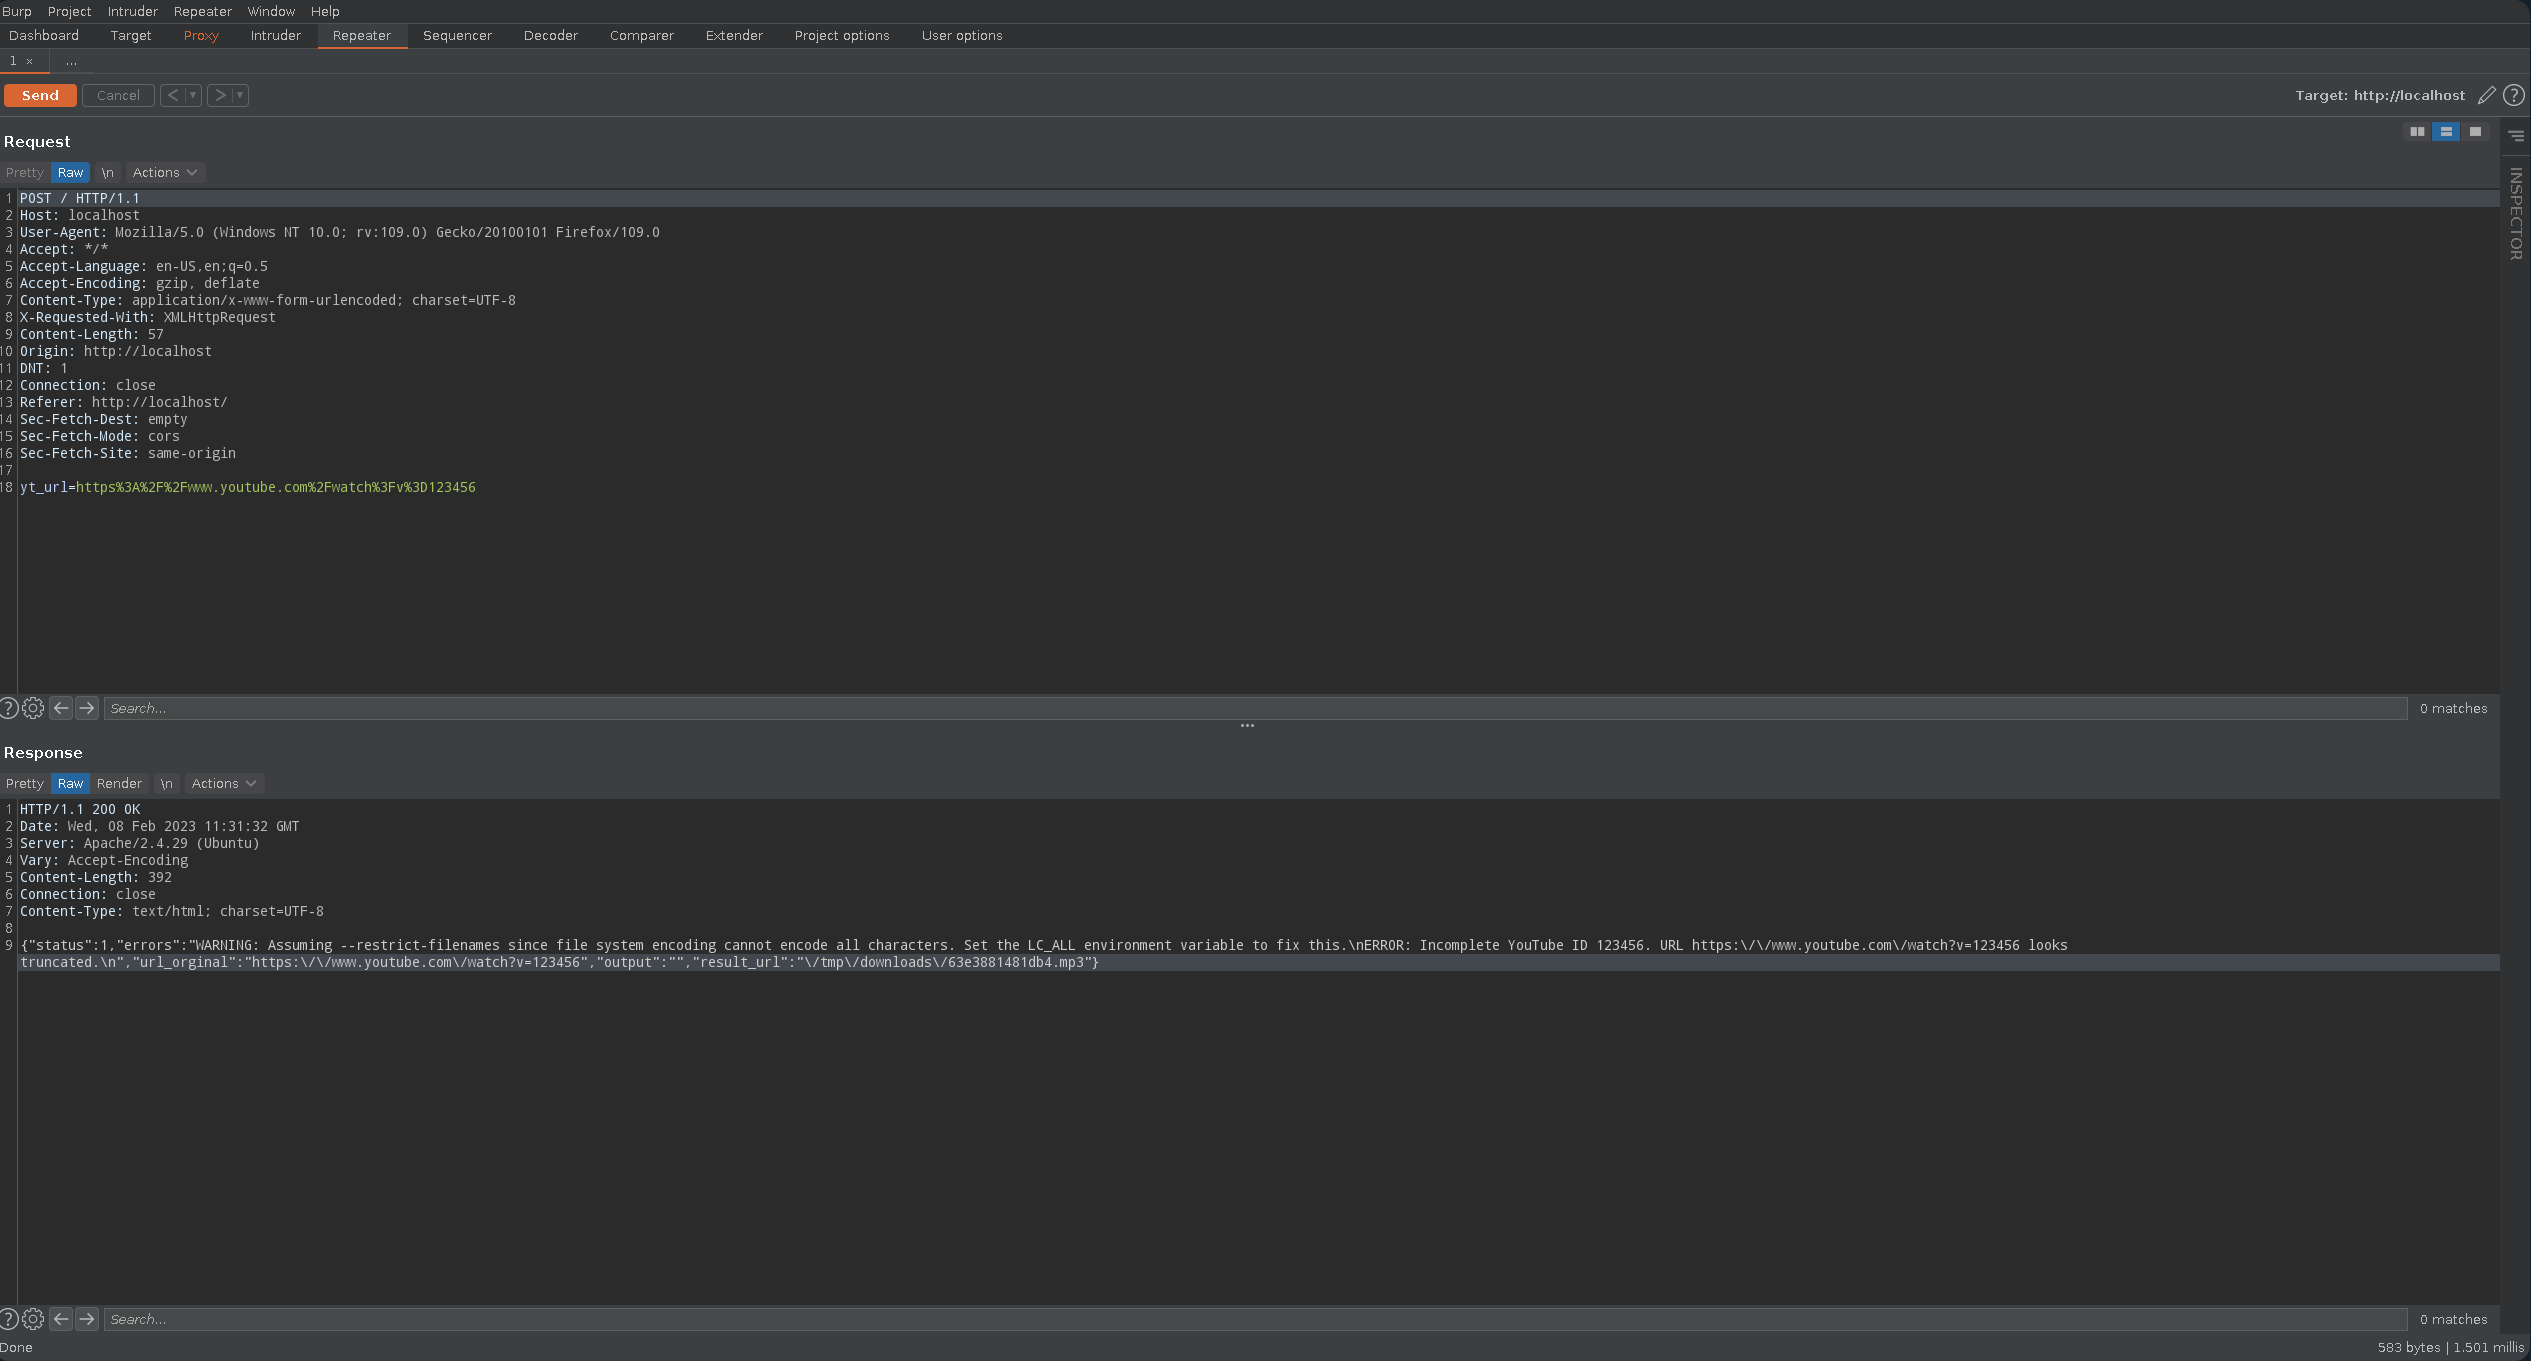 Burp Project Intruder Repeater Window Help
Dashboard Target Proxy Intruder Repeater Sequencer Decoder Comparer Extender Project options User options
1 × ...
Send Cancel < ▾ > ▾ Target: http://localhost ?
Request
Pretty Raw \n Actions
1 POST / HTTP/1.1
2 Host: localhost
3 User-Agent: Mozilla/5.0 (Windows NT 10.0; rv:109.0) Gecko/20100101 Firefox/109.0
4 Accept: */*
5 Accept-Language: en-US,en;q=0.5
6 Accept-Encoding: gzip, deflate
7 Content-Type: application/x-www-form-urlencoded; charset=UTF-8
8 X-Requested-With: XMLHttpRequest
9 Content-Length: 57
10 Origin: http://localhost
11 DNT: 1
12 Connection: close
13 Referer: http://localhost/
14 Sec-Fetch-Dest: empty
15 Sec-Fetch-Mode: cors
16 Sec-Fetch-Site: same-origin
17
18 yt_url=https%3A%2F%2Fwww.youtube.com%2Fwatch%3Fv%3D123456
INSPECTOR
? Search... 0 matches
Response
Pretty Raw Render \n Actions
1 HTTP/1.1 200 OK
2 Date: Wed, 08 Feb 2023 11:31:32 GMT
3 Server: Apache/2.4.29 (Ubuntu)
4 Vary: Accept-Encoding
5 Content-Length: 392
6 Connection: close
7 Content-Type: text/html; charset=UTF-8
8
9 {"status":1,"errors":"WARNING: Assuming --restrict-filenames since file system encoding cannot encode all characters. Set the LC_ALL environment variable to fix this.\nERROR: Incomplete YouTube ID 123456. URL https:\/\/www.youtube.com\/watch?v=123456 looks
truncated.\n","url_orginal":"https:\/\/www.youtube.com\/watch?v=123456","output":"","result_url":"\/tmp\/downloads\/63e3881481db4.mp3"}
? Search... 0 matches
Done 583 bytes | 1.501 millis